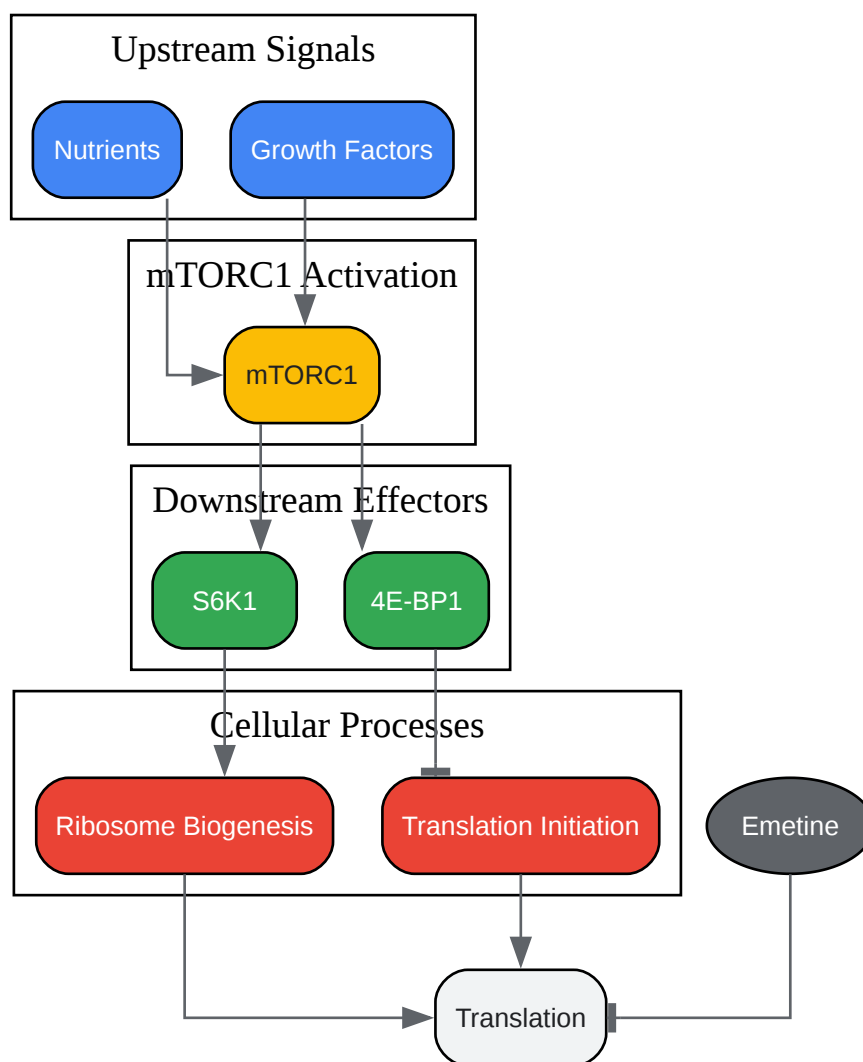 Upstream Signals
Nutrients
Growth Factors
mTORC1 Activation
mTORC1
Downstream Effectors
S6K1
4E-BP1
Cellular Processes
Ribosome Biogenesis
Translation Initiation
Emetine
Translation